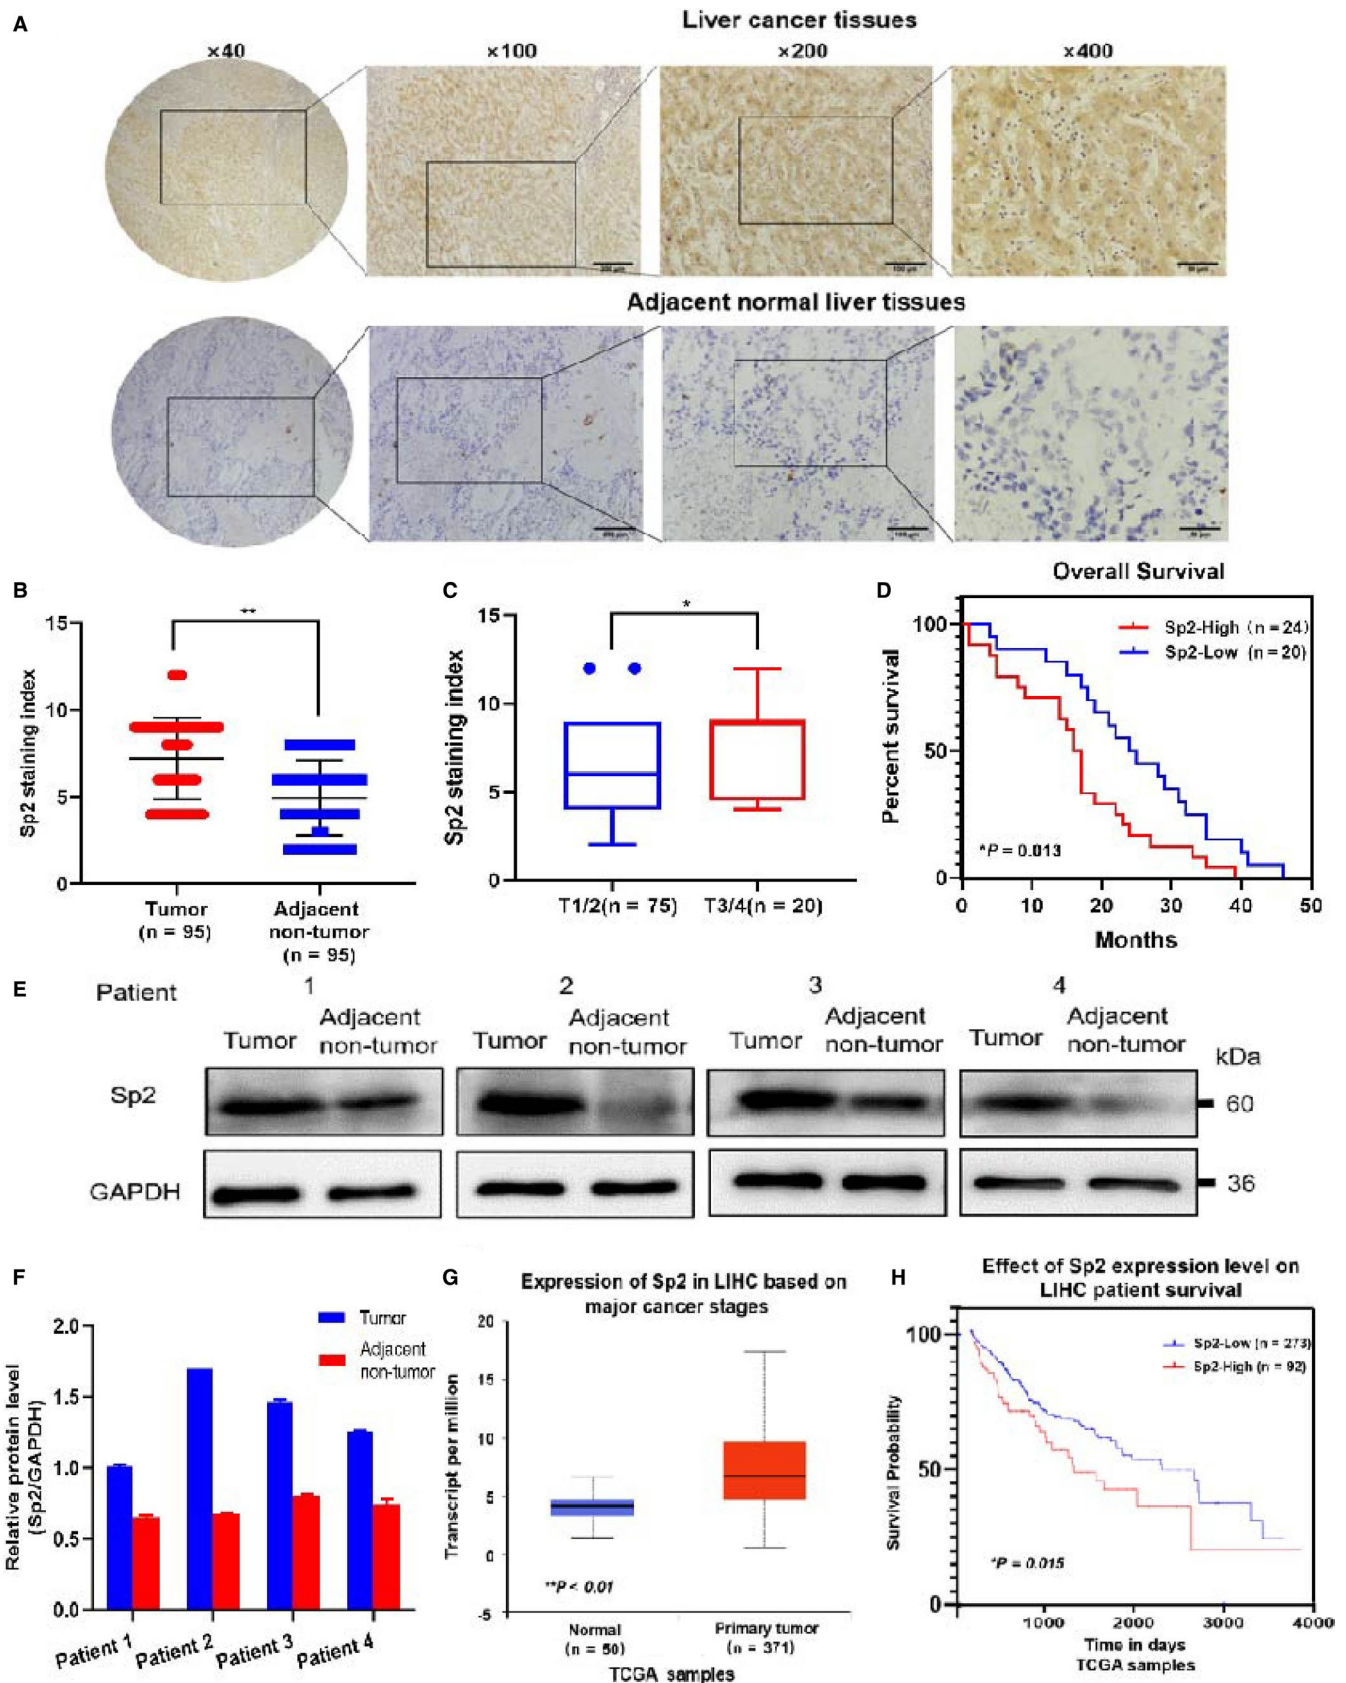 A
Liver cancer tissues
×40
×100
×200
×400
Adjacent normal liver tissues
B
Sp2 staining index
15
10
5
0
**
Tumor
(n = 95)
Adjacent
non-tumor
(n = 95)
C
Sp2 staining index
15
10
5
0
*
T1/2(n = 75)
T3/4(n = 20)
D
Overall Survival
Percent survival
100
50
0
Sp2-High (n = 24)
Sp2-Low (n = 20)
*P = 0.013
0 10 20 30 40 50
Months
E
Patient
1
2
3
4
Tumor
Adjacent
non-tumor
Tumor
Adjacent
non-tumor
Tumor
Adjacent
non-tumor
Tumor
Adjacent
non-tumor
kDa
Sp2
60
GAPDH
36
F
Relative protein level
(Sp2/GAPDH)
2.0
1.5
1.0
0.5
0.0
Tumor
Adjacent
non-tumor
Patient 1
Patient 2
Patient 3
Patient 4
G
Expression of Sp2 in LIHC based on
major cancer stages
Transcript per million
20
15
10
5
0
-5
**P < 0.01
Normal
(n = 50)
Primary tumor
(n = 371)
TCGA samples
H
Effect of Sp2 expression level on
LIHC patient survival
Survival Probability
100
50
0
Sp2-Low (n = 273)
Sp2-High (n = 92)
*P = 0.015
1000 2000 3000 4000
Time in days
TCGA samples